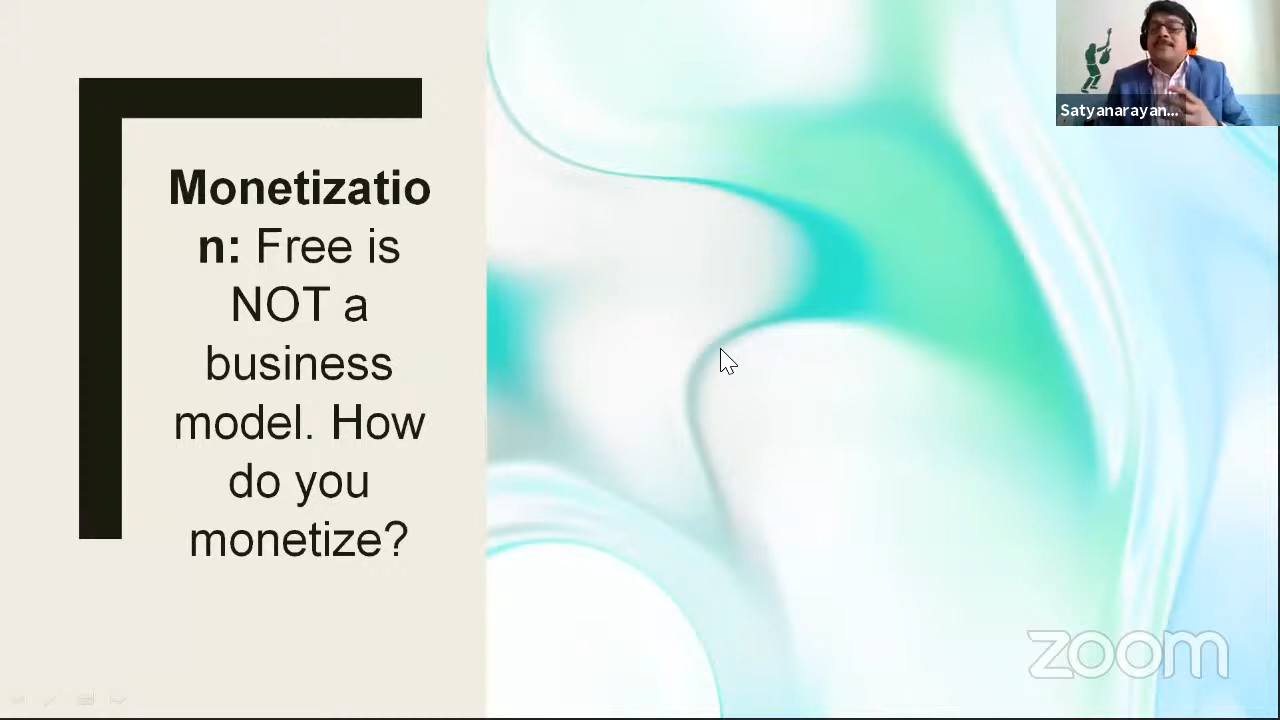 Satyanarayan...
Monetizatio
n: Free is
NOT a
business
model. How
do you
monetize?
zoom